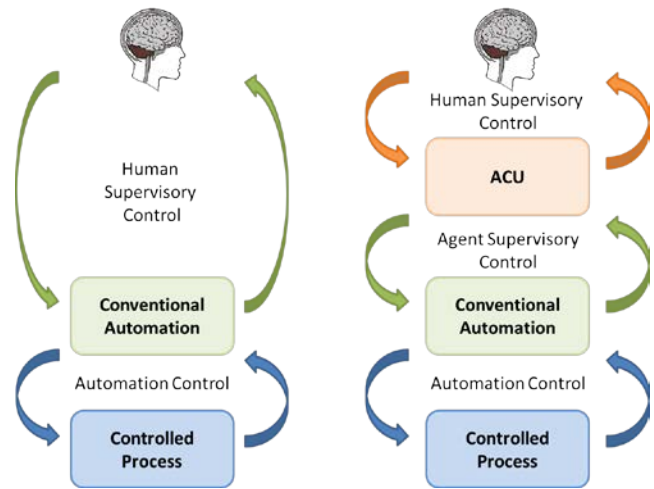 Human
Supervisory
Control
Conventional
Automation
Automation Control
Controlled
Process
Human Supervisory
Control
ACU
Agent Supervisory
Control
Conventional
Automation
Automation Control
Controlled
Process